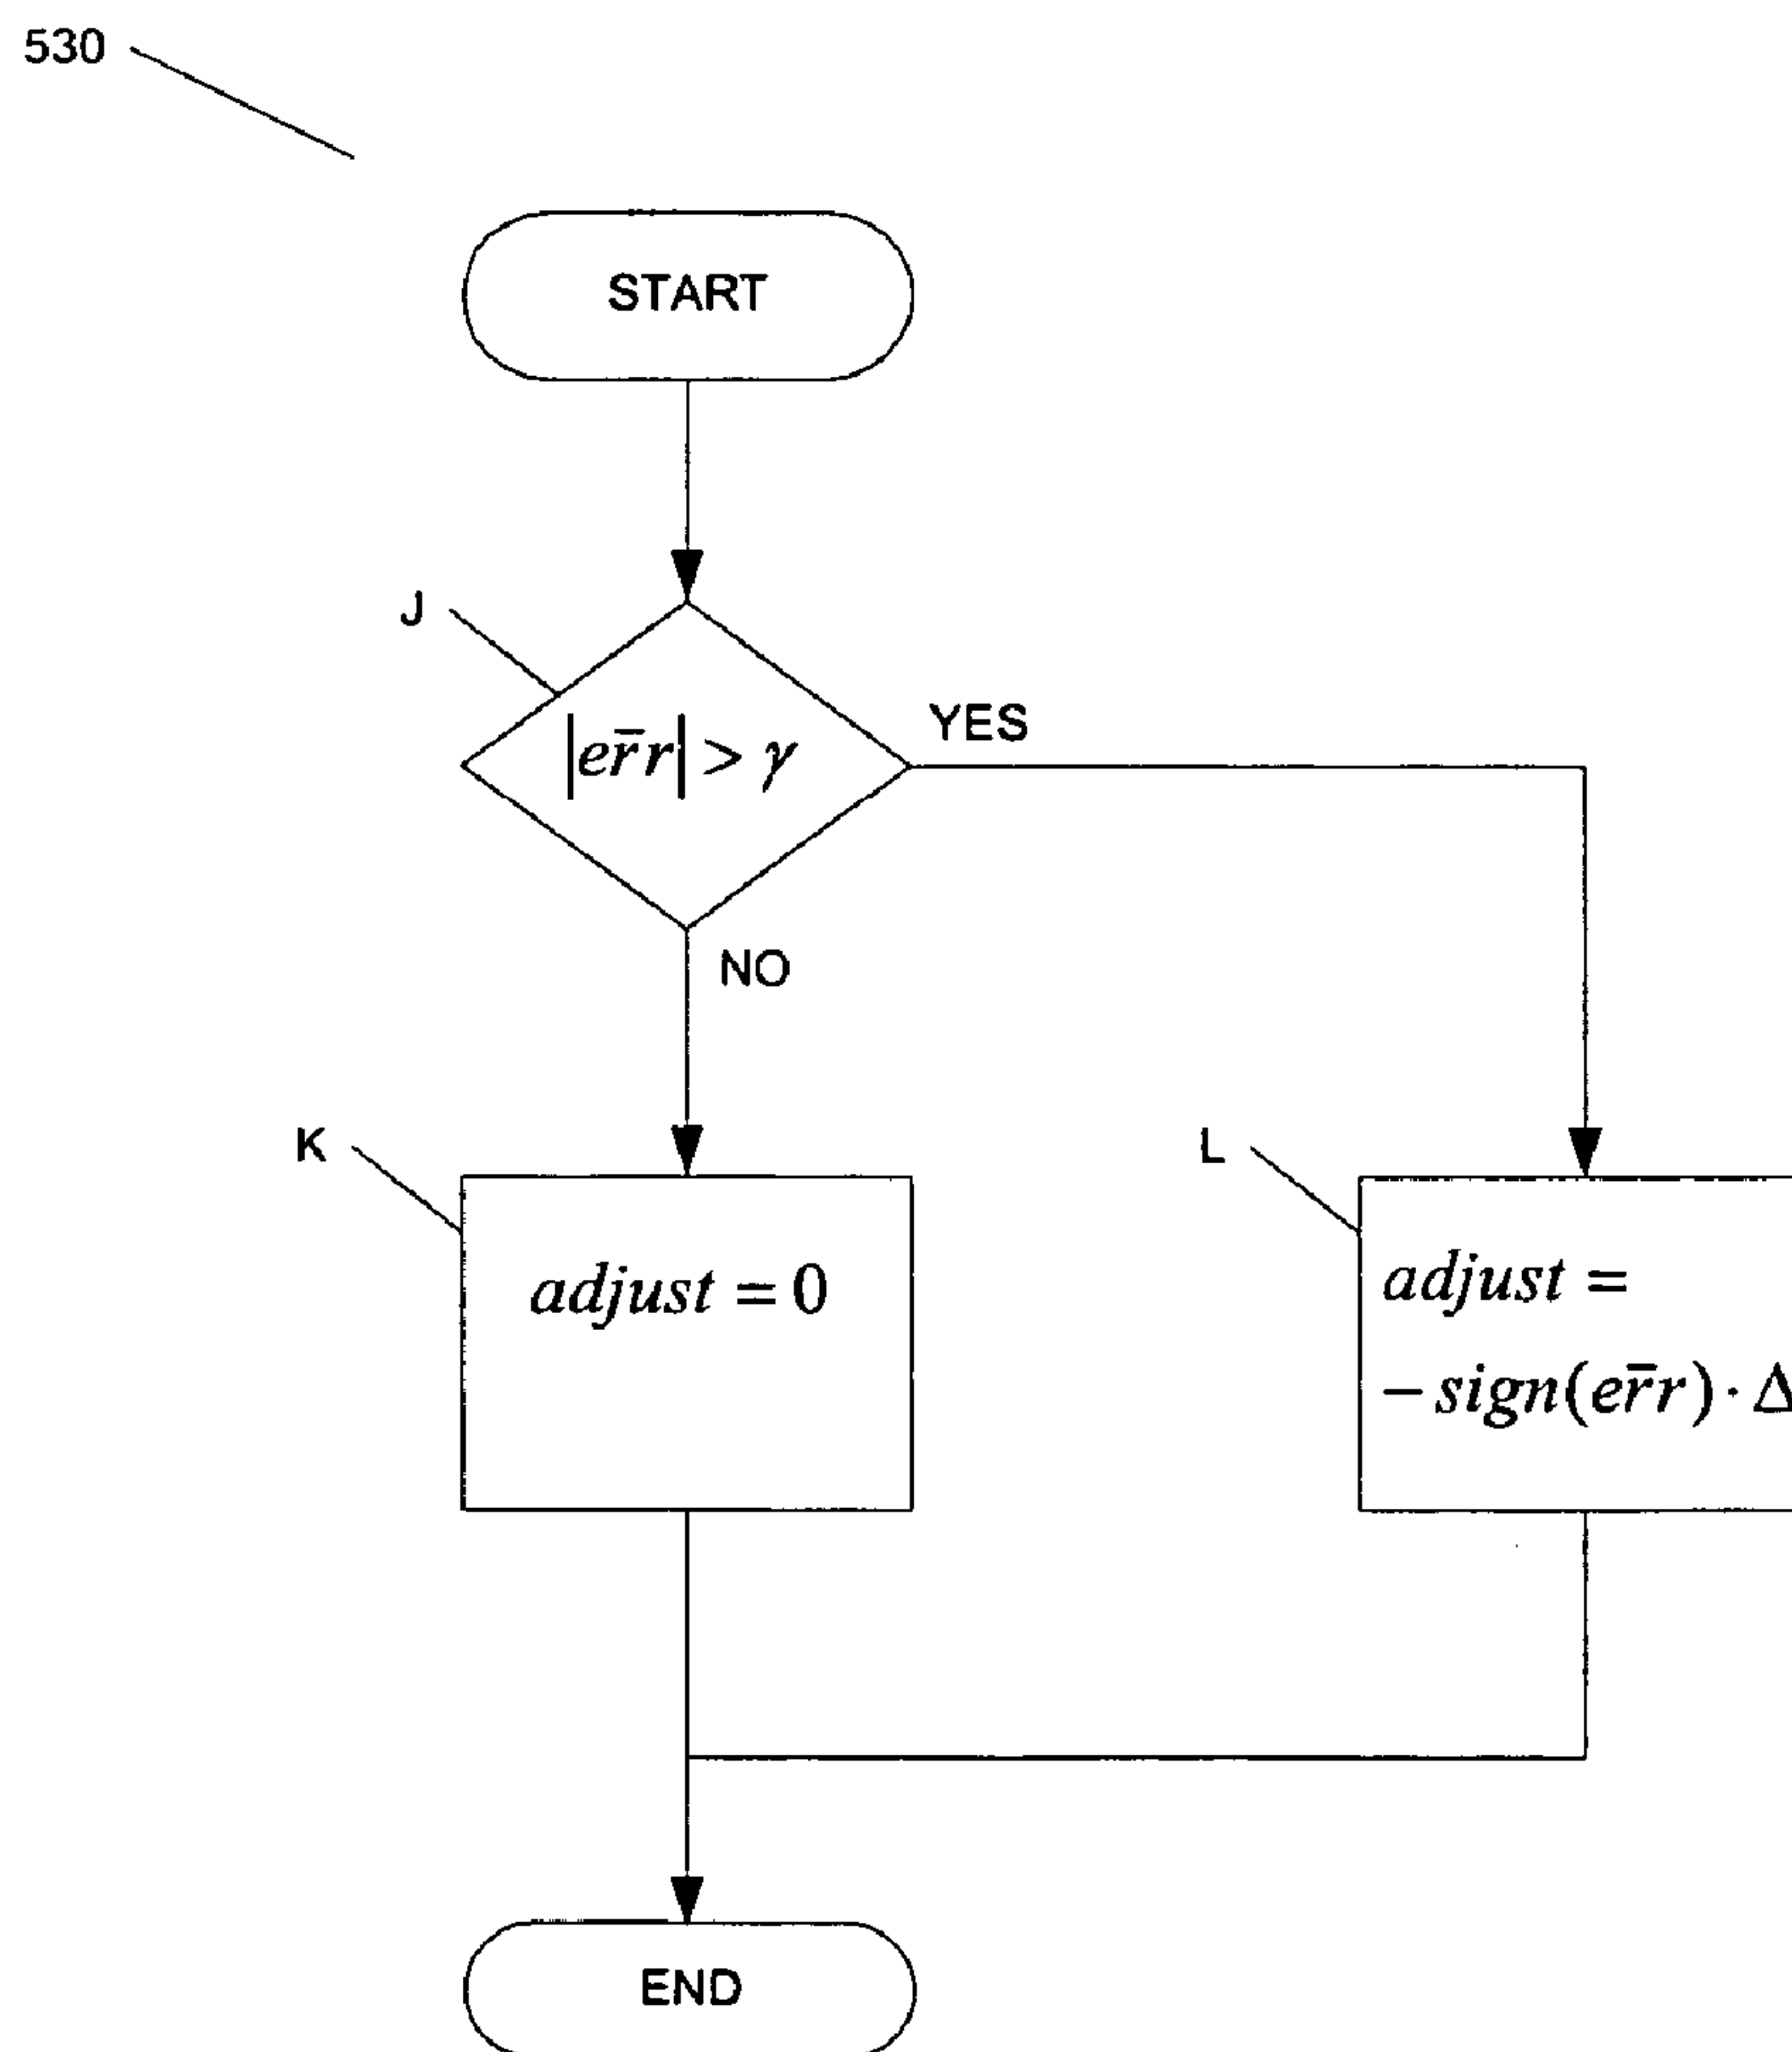 530
START
J
|er̄r| > γ
YES
NO
K
L
adjust = 0
adjust =
− sign(er̄r) · Δ
END